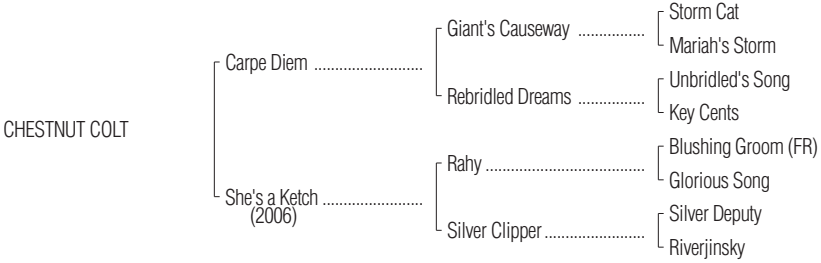 Storm Cat
Giant's Causeway ................
Mariah's Storm
Carpe Diem ..........................
Unbridled's Song
Rebridled Dreams ................
Key Cents
CHESTNUT COLT
Blushing Groom (FR)
Rahy ......................................
Glorious Song
She's a Ketch ........................
(2006)
Silver Deputy
Silver Clipper ........................
Riverjinsky